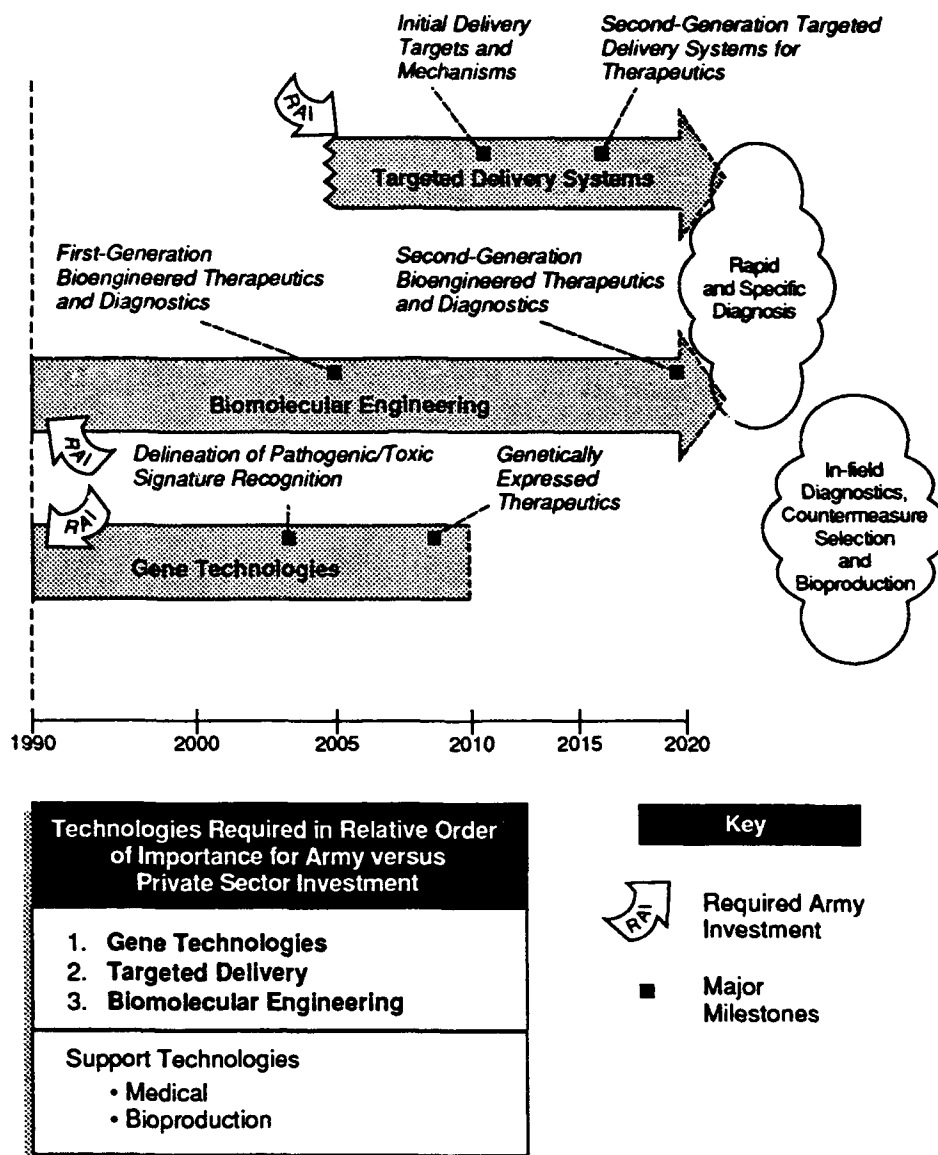 Initial Delivery
Targets and
Mechanisms
Second-Generation Targeted
Delivery Systems for
Therapeutics
RAI
Targeted Delivery Systems
First-Generation
Bioengineered Therapeutics
and Diagnostics
Second-Generation
Bioengineered Therapeutics
and Diagnostics
Rapid
and Specific
Diagnosis
Biomolecular Engineering
RAI
Delineation of Pathogenic/Toxic
Signature Recognition
Genetically
Expressed
Therapeutics
In-field
Diagnostics,
Countermeasure
Selection
and
Bioproduction
RAI
Gene Technologies
1990 2000 2005 2010 2015 2020
Technologies Required in Relative Order
of Importance for Army versus
Private Sector Investment
1. Gene Technologies
2. Targeted Delivery
3. Biomolecular Engineering
Support Technologies
• Medical
• Bioproduction
Key
RAI
Required Army
Investment
Major
Milestones